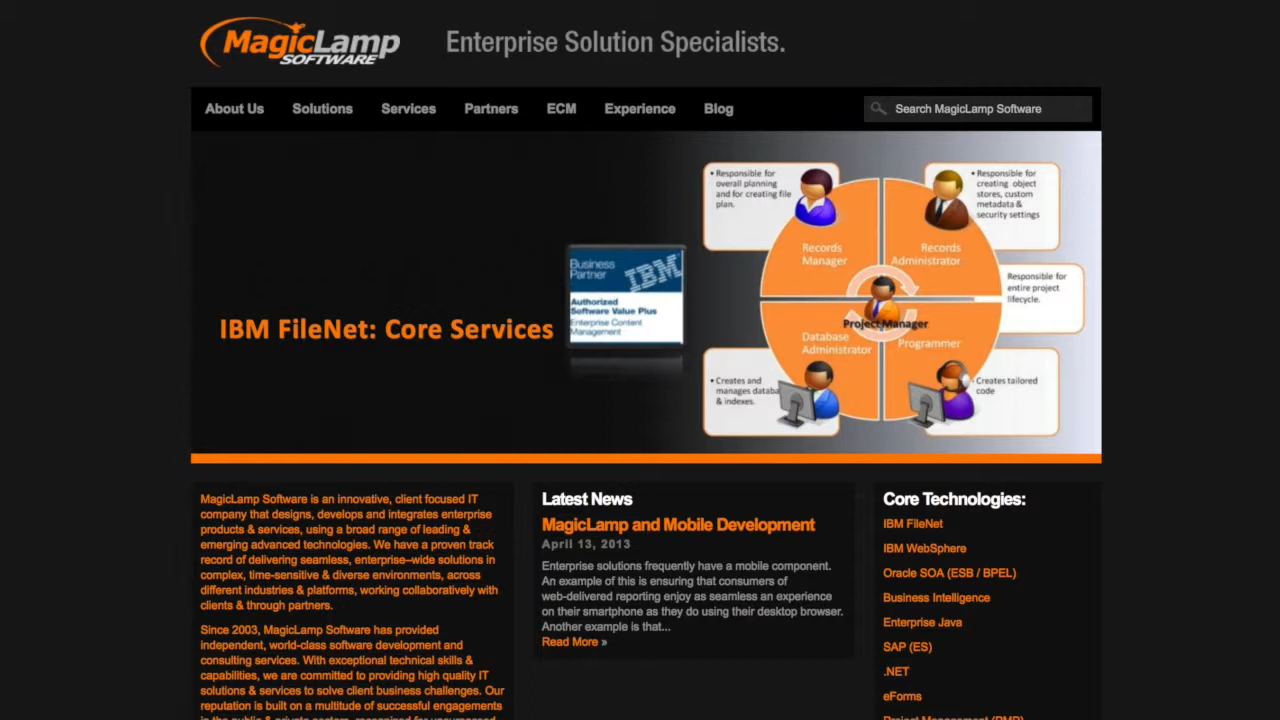 MagicLamp
SOFTWARE
Enterprise Solution Specialists.
About Us
Solutions
Services
Partners
ECM
Experience
Blog
Search MagicLamp Software
IBM FileNet: Core Services
Business
Partner
IBM
Authorized
Software Value Plus
Enterprise Content
Management
• Responsible for
overall planning
and for creating file
plan.
• Responsible for
creating object
stores, custom
metadata &
security settings
Records
Manager
Records
Administrator
Responsible for
entire project
lifecycle.
Project Manager
Database
Administrator
Programmer
• Creates and
manages databa
& indexes.
Creates tailored
code
MagicLamp Software is an innovative, client focused IT
company that designs, develops and integrates enterprise
products & services, using a broad range of leading &
emerging advanced technologies. We have a proven track
record of delivering seamless, enterprise–wide solutions in
complex, time-sensitive & diverse environments, across
different industries & platforms, working collaboratively with
clients & through partners.
Since 2003, MagicLamp Software has provided
independent, world-class software development and
consulting services. With exceptional technical skills &
capabilities, we are committed to providing high quality IT
solutions & services to solve client business challenges. Our
reputation is built on a multitude of successful engagements
Latest News
MagicLamp and Mobile Development
April 13, 2013
Enterprise solutions frequently have a mobile component.
An example of this is ensuring that consumers of
web-delivered reporting enjoy as seamless an experience
on their smartphone as they do using their desktop browser.
Another example is that...
Read More »
Core Technologies:
IBM FileNet
IBM WebSphere
Oracle SOA (ESB / BPEL)
Business Intelligence
Enterprise Java
SAP (ES)
.NET
eForms